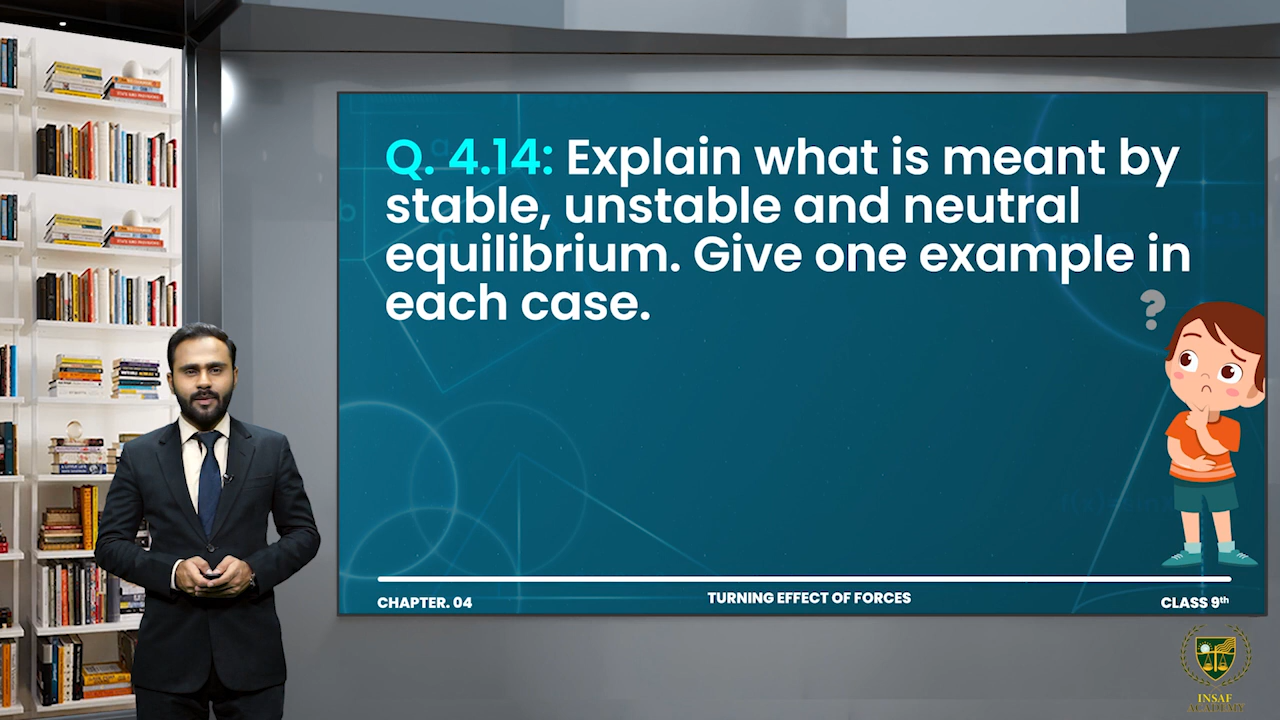 Q. 4.14: Explain what is meant by
stable, unstable and neutral
equilibrium. Give one example in
each case.
?
CHAPTER. 04
TURNING EFFECT OF FORCES
CLASS 9th
INSAF
ACADEMY